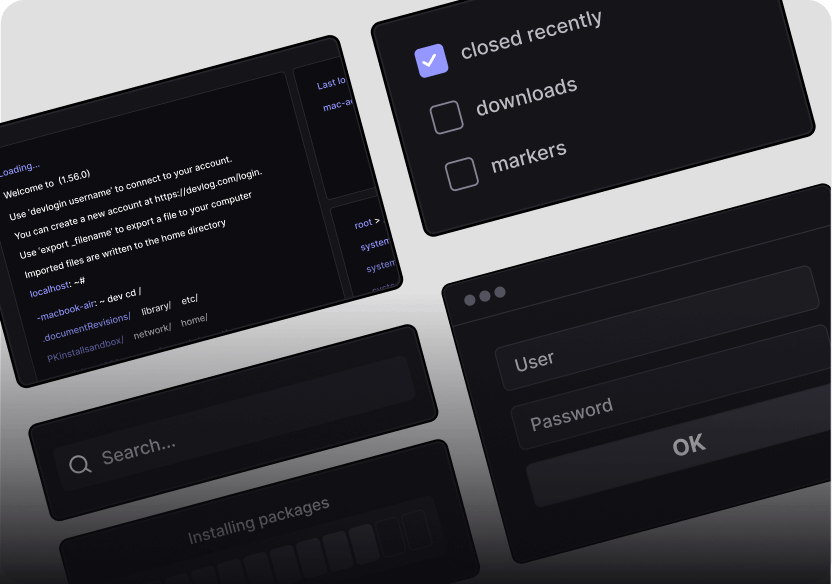 Loading...
Welcome to (1.56.0)
Use 'devlogin username' to connect to your account.
You can create a new account at https://devlog.com/login.
Use 'export _filename' to export a file to your computer
Imported files are written to the home directory
localhost: ~#
-macbook-air: ~ dev cd /
.documentRevisions/ library/ etc/
PKinstallsandbox/ network/ home/
Last lo
mac-a
root >
system
system
closed recently
downloads
markers
Search...
Installing packages
User
Password
OK